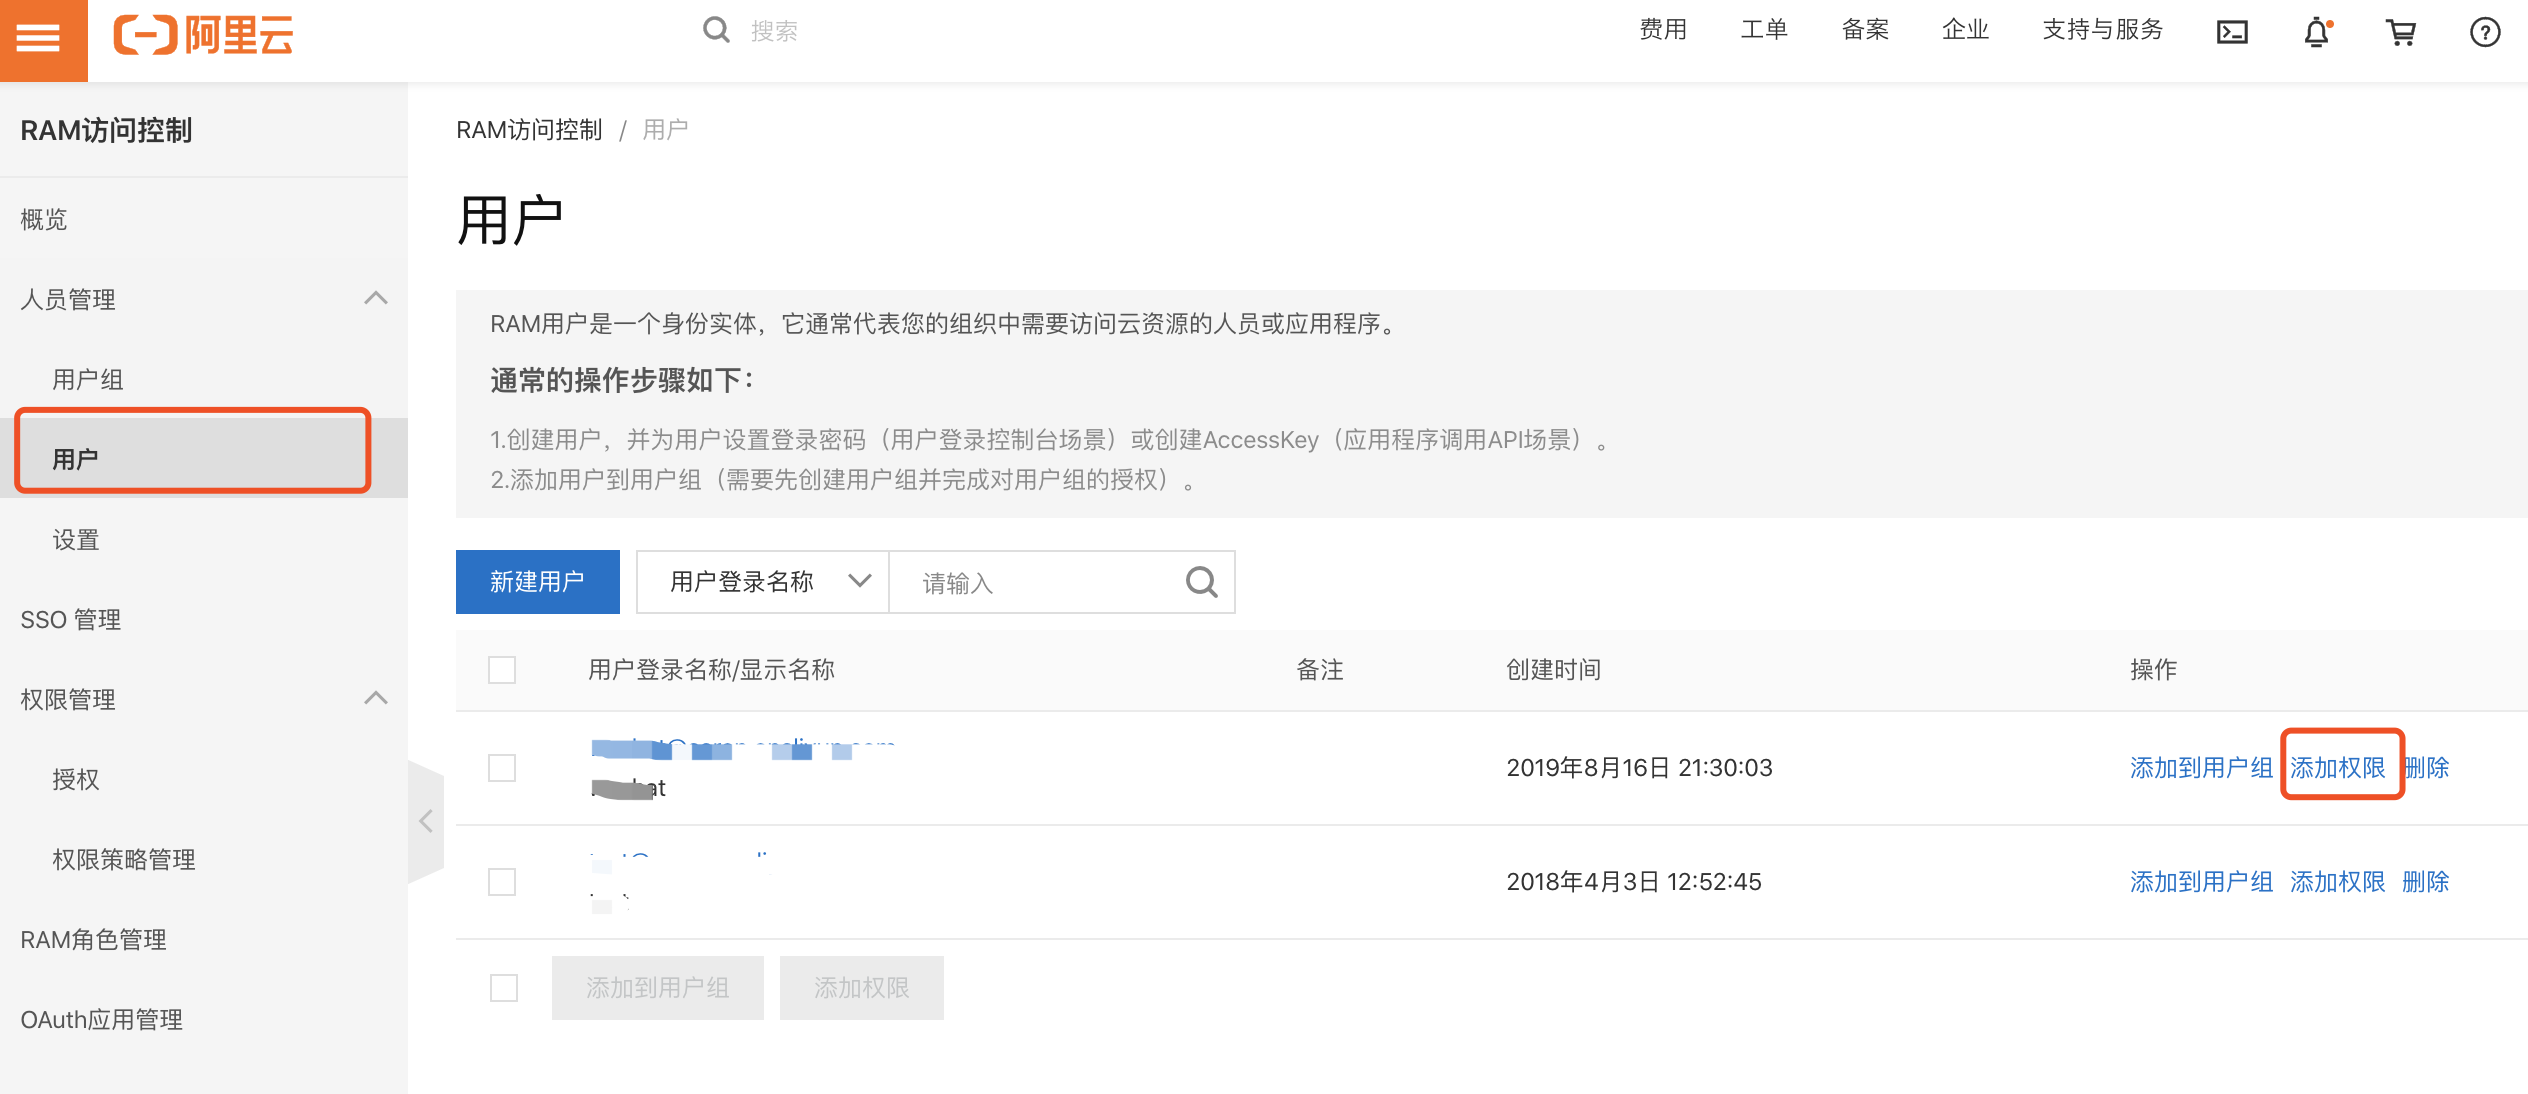 阿里云
搜索
费用
工单
备案
企业
支持与服务
RAM访问控制
概览
人员管理
用户组
用户
设置
SSO 管理
权限管理
授权
权限策略管理
RAM角色管理
OAuth应用管理
RAM访问控制 / 用户
用户
RAM用户是一个身份实体，它通常代表您的组织中需要访问云资源的人员或应用程序。
通常的操作步骤如下：
1.创建用户，并为用户设置登录密码（用户登录控制台场景）或创建AccessKey（应用程序调用API场景）。
2.添加用户到用户组（需要先创建用户组并完成对用户组的授权）。
新建用户
用户登录名称
请输入
用户登录名称/显示名称 备注 创建时间 操作
2019年8月16日 21:30:03 添加到用户组 添加权限 删除
2018年4月3日 12:52:45 添加到用户组 添加权限 删除
添加到用户组 添加权限